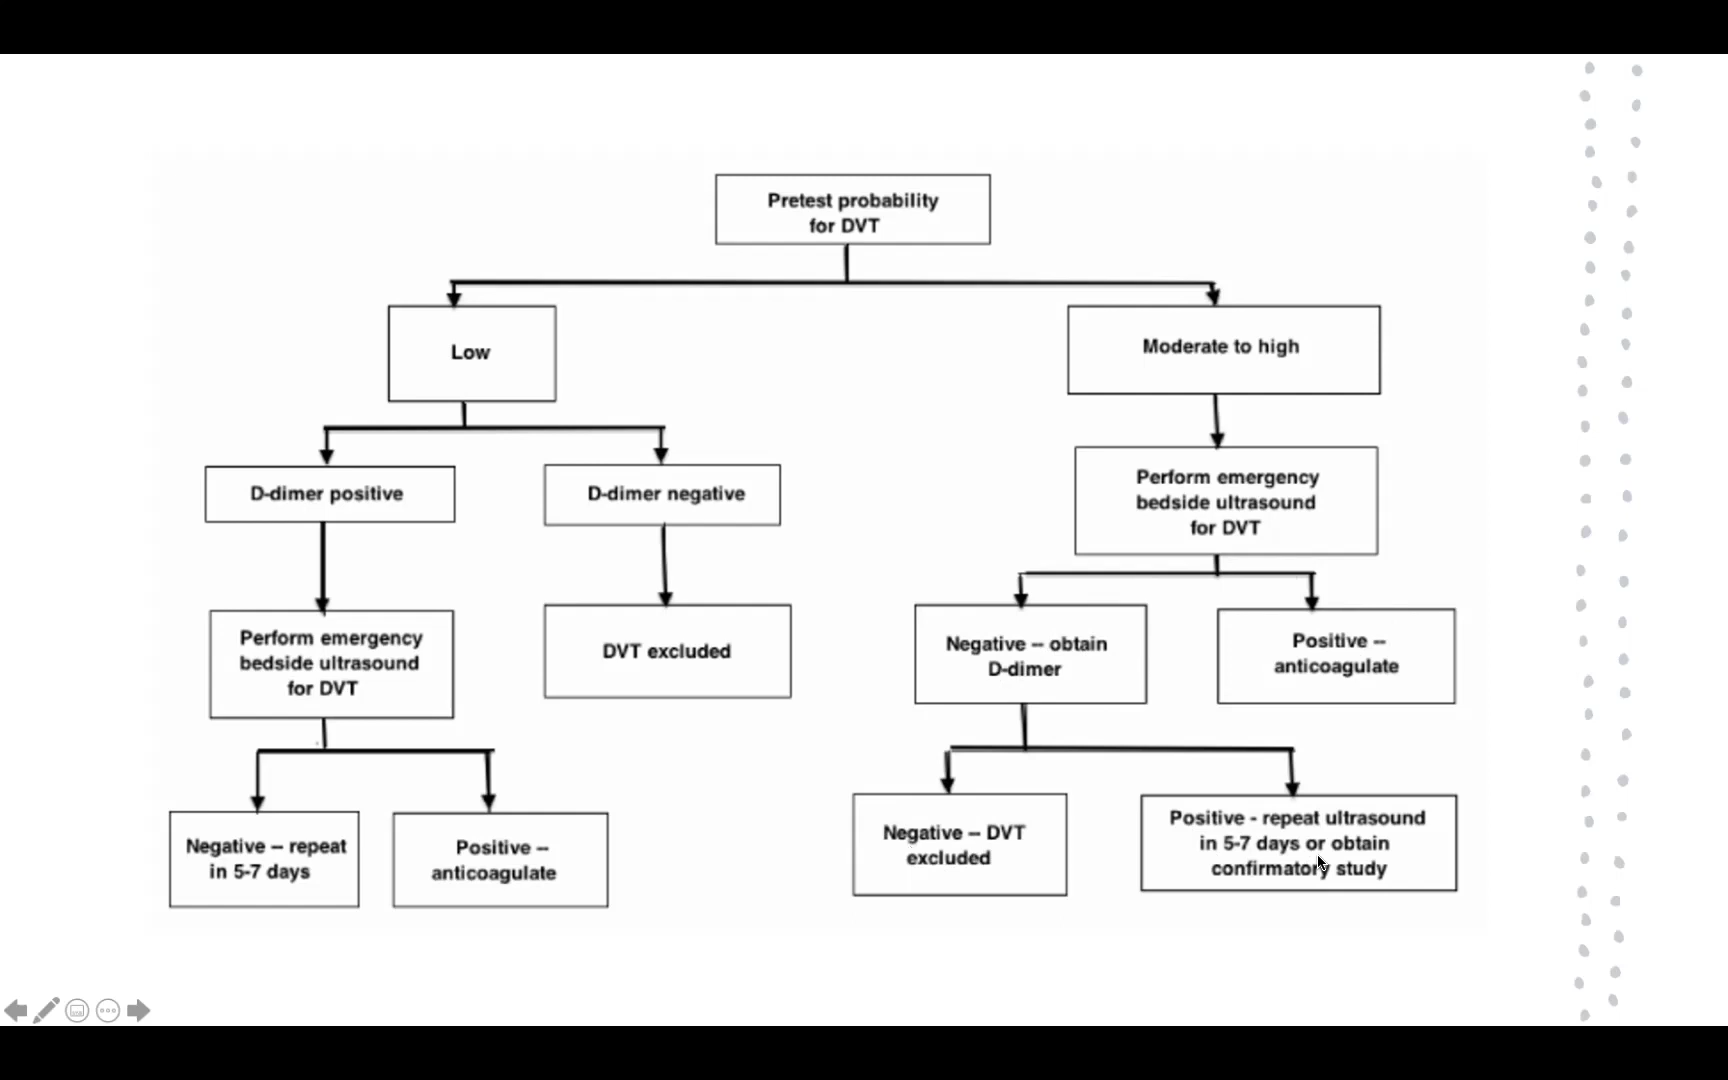 Pretest probability
for DVT
Low
Moderate to high
D-dimer positive
D-dimer negative
Perform emergency
bedside ultrasound
for DVT
Perform emergency
bedside ultrasound
for DVT
DVT excluded
Negative – obtain
D-dimer
Positive –
anticoagulate
Negative – repeat
in 5-7 days
Positive –
anticoagulate
Negative – DVT
excluded
Positive - repeat ultrasound
in 5-7 days or obtain
confirmatory study